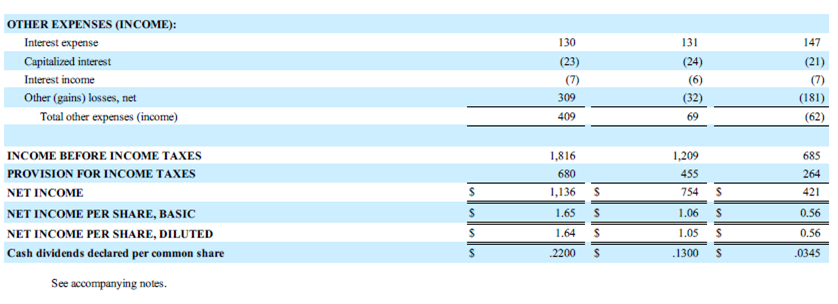 OTHER EXPENSES (INCOME):
Interest expense 130 131 147
Capitalized interest (23) (24) (21)
Interest income (7) (6) (7)
Other (gains) losses, net 309 (32) (181)
Total other expenses (income) 409 69 (62)
INCOME BEFORE INCOME TAXES 1,816 1,209 685
PROVISION FOR INCOME TAXES 680 455 264
NET INCOME $ 1,136 $ 754 $ 421
NET INCOME PER SHARE, BASIC $ 1.65 $ 1.06 $ 0.56
NET INCOME PER SHARE, DILUTED $ 1.64 $ 1.05 $ 0.56
Cash dividends declared per common share $ .2200 $ .1300 $ .0345
See accompanying notes.